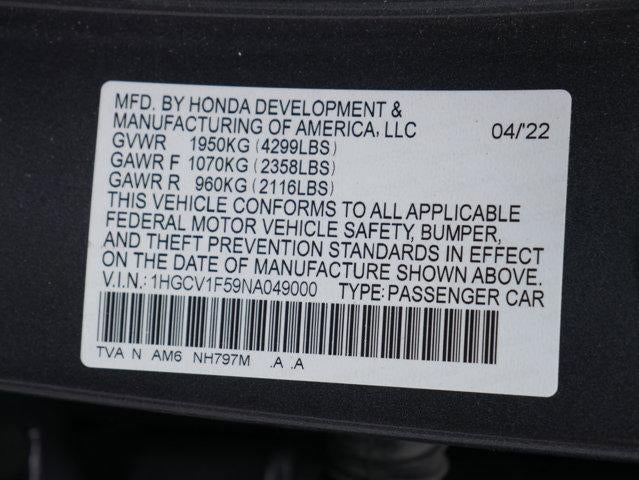 MFD. BY HONDA DEVELOPMENT &
MANUFACTURING OF AMERICA, LLC 04/'22
GVWR 1950KG (4299LBS)
GAWR F 1070KG (2358LBS)
GAWR R 960KG (2116LBS)
THIS VEHICLE CONFORMS TO ALL APPLICABLE
FEDERAL MOTOR VEHICLE SAFETY, BUMPER,
AND THEFT PREVENTION STANDARDS IN EFFECT
ON THE DATE OF MANUFACTURE SHOWN ABOVE.
V.I.N.: 1HGCV1F59NA049000 TYPE: PASSENGER CAR
TVA N AM6 NH797M .A .A